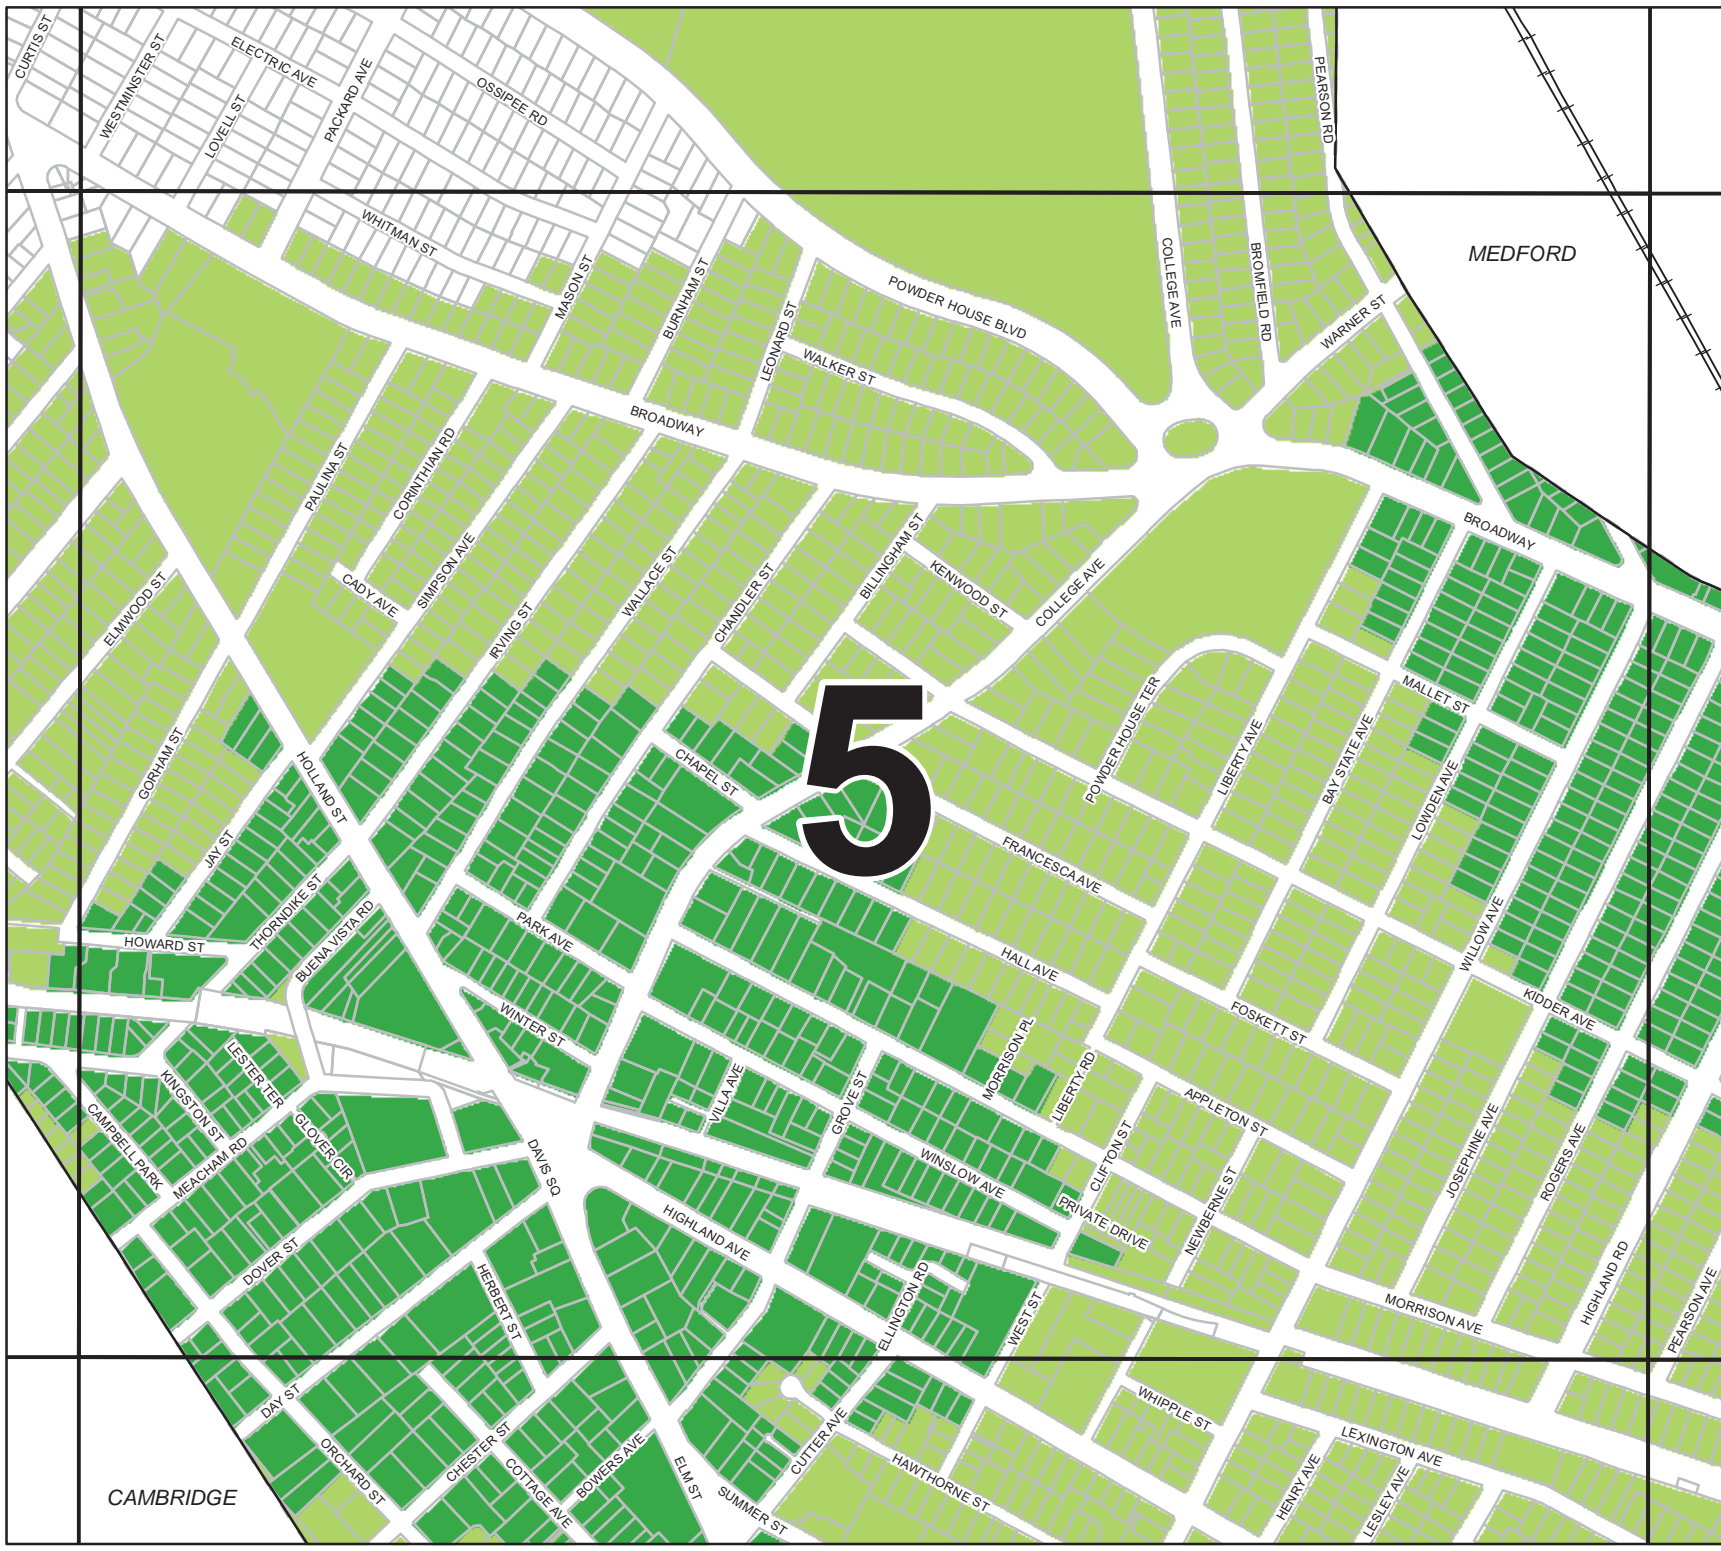 CURTIS ST
WESTMINSTER ST
ELECTRIC AVE
LOVELL ST
PACKARD AVE
OSSIPEE RD
PEARSON RD
WHITMAN ST
MASON ST
BURNHAM ST
LEONARD ST
POWDER HOUSE BLVD
COLLEGE AVE
BROMFIELD RD
WARNER ST
MEDFORD
WALKER ST
BROADWAY
PAULINA ST
CORINTHIAN RD
SIMPSON AVE
CADY AVE
ELMWOOD ST
IRVING ST
WALLACE ST
CHANDLER ST
BILLINGHAM ST
KENWOOD ST
COLLEGE AVE
BROADWAY
MALLET ST
POWDER HOUSE TER
LIBERTY AVE
BAY STATE AVE
LOWDEN AVE
GORHAM ST
HOLLAND ST
CHAPEL ST
5
JAY ST
THORNDIKE ST
BUENA VISTA RD
HOWARD ST
PARK AVE
FRANCESCA AVE
HALL AVE
WILLOW AVE
KIDDER AVE
FOSKETT ST
WINTER ST
LESTER TER
KINGSTON ST
CAMPBELL PARK
MEACHAM RD
GLOVER CIR
VILLA AVE
GROVE ST
MORRISON PL
LIBERTY RD
APPLETON ST
CLIFTON ST
WINSLOW AVE
PRIVATE DRIVE
NEWBERNE ST
JOSEPHINE AVE
ROGERS AVE
DAVIS SQ
DOVER ST
HIGHLAND AVE
HERBERT ST
ELLINGTON RD
WEST ST
MORRISON AVE
HIGHLAND RD
PEARSON AVE
DAY ST
ORCHARD ST
CHESTER ST
COTTAGE AVE
BOWERS AVE
ELM ST
SUMMER ST
CUTTER AVE
HAWTHORNE ST
WHIPPLE ST
LEXINGTON AVE
HENRY AVE
LESLEY AVE
CAMBRIDGE